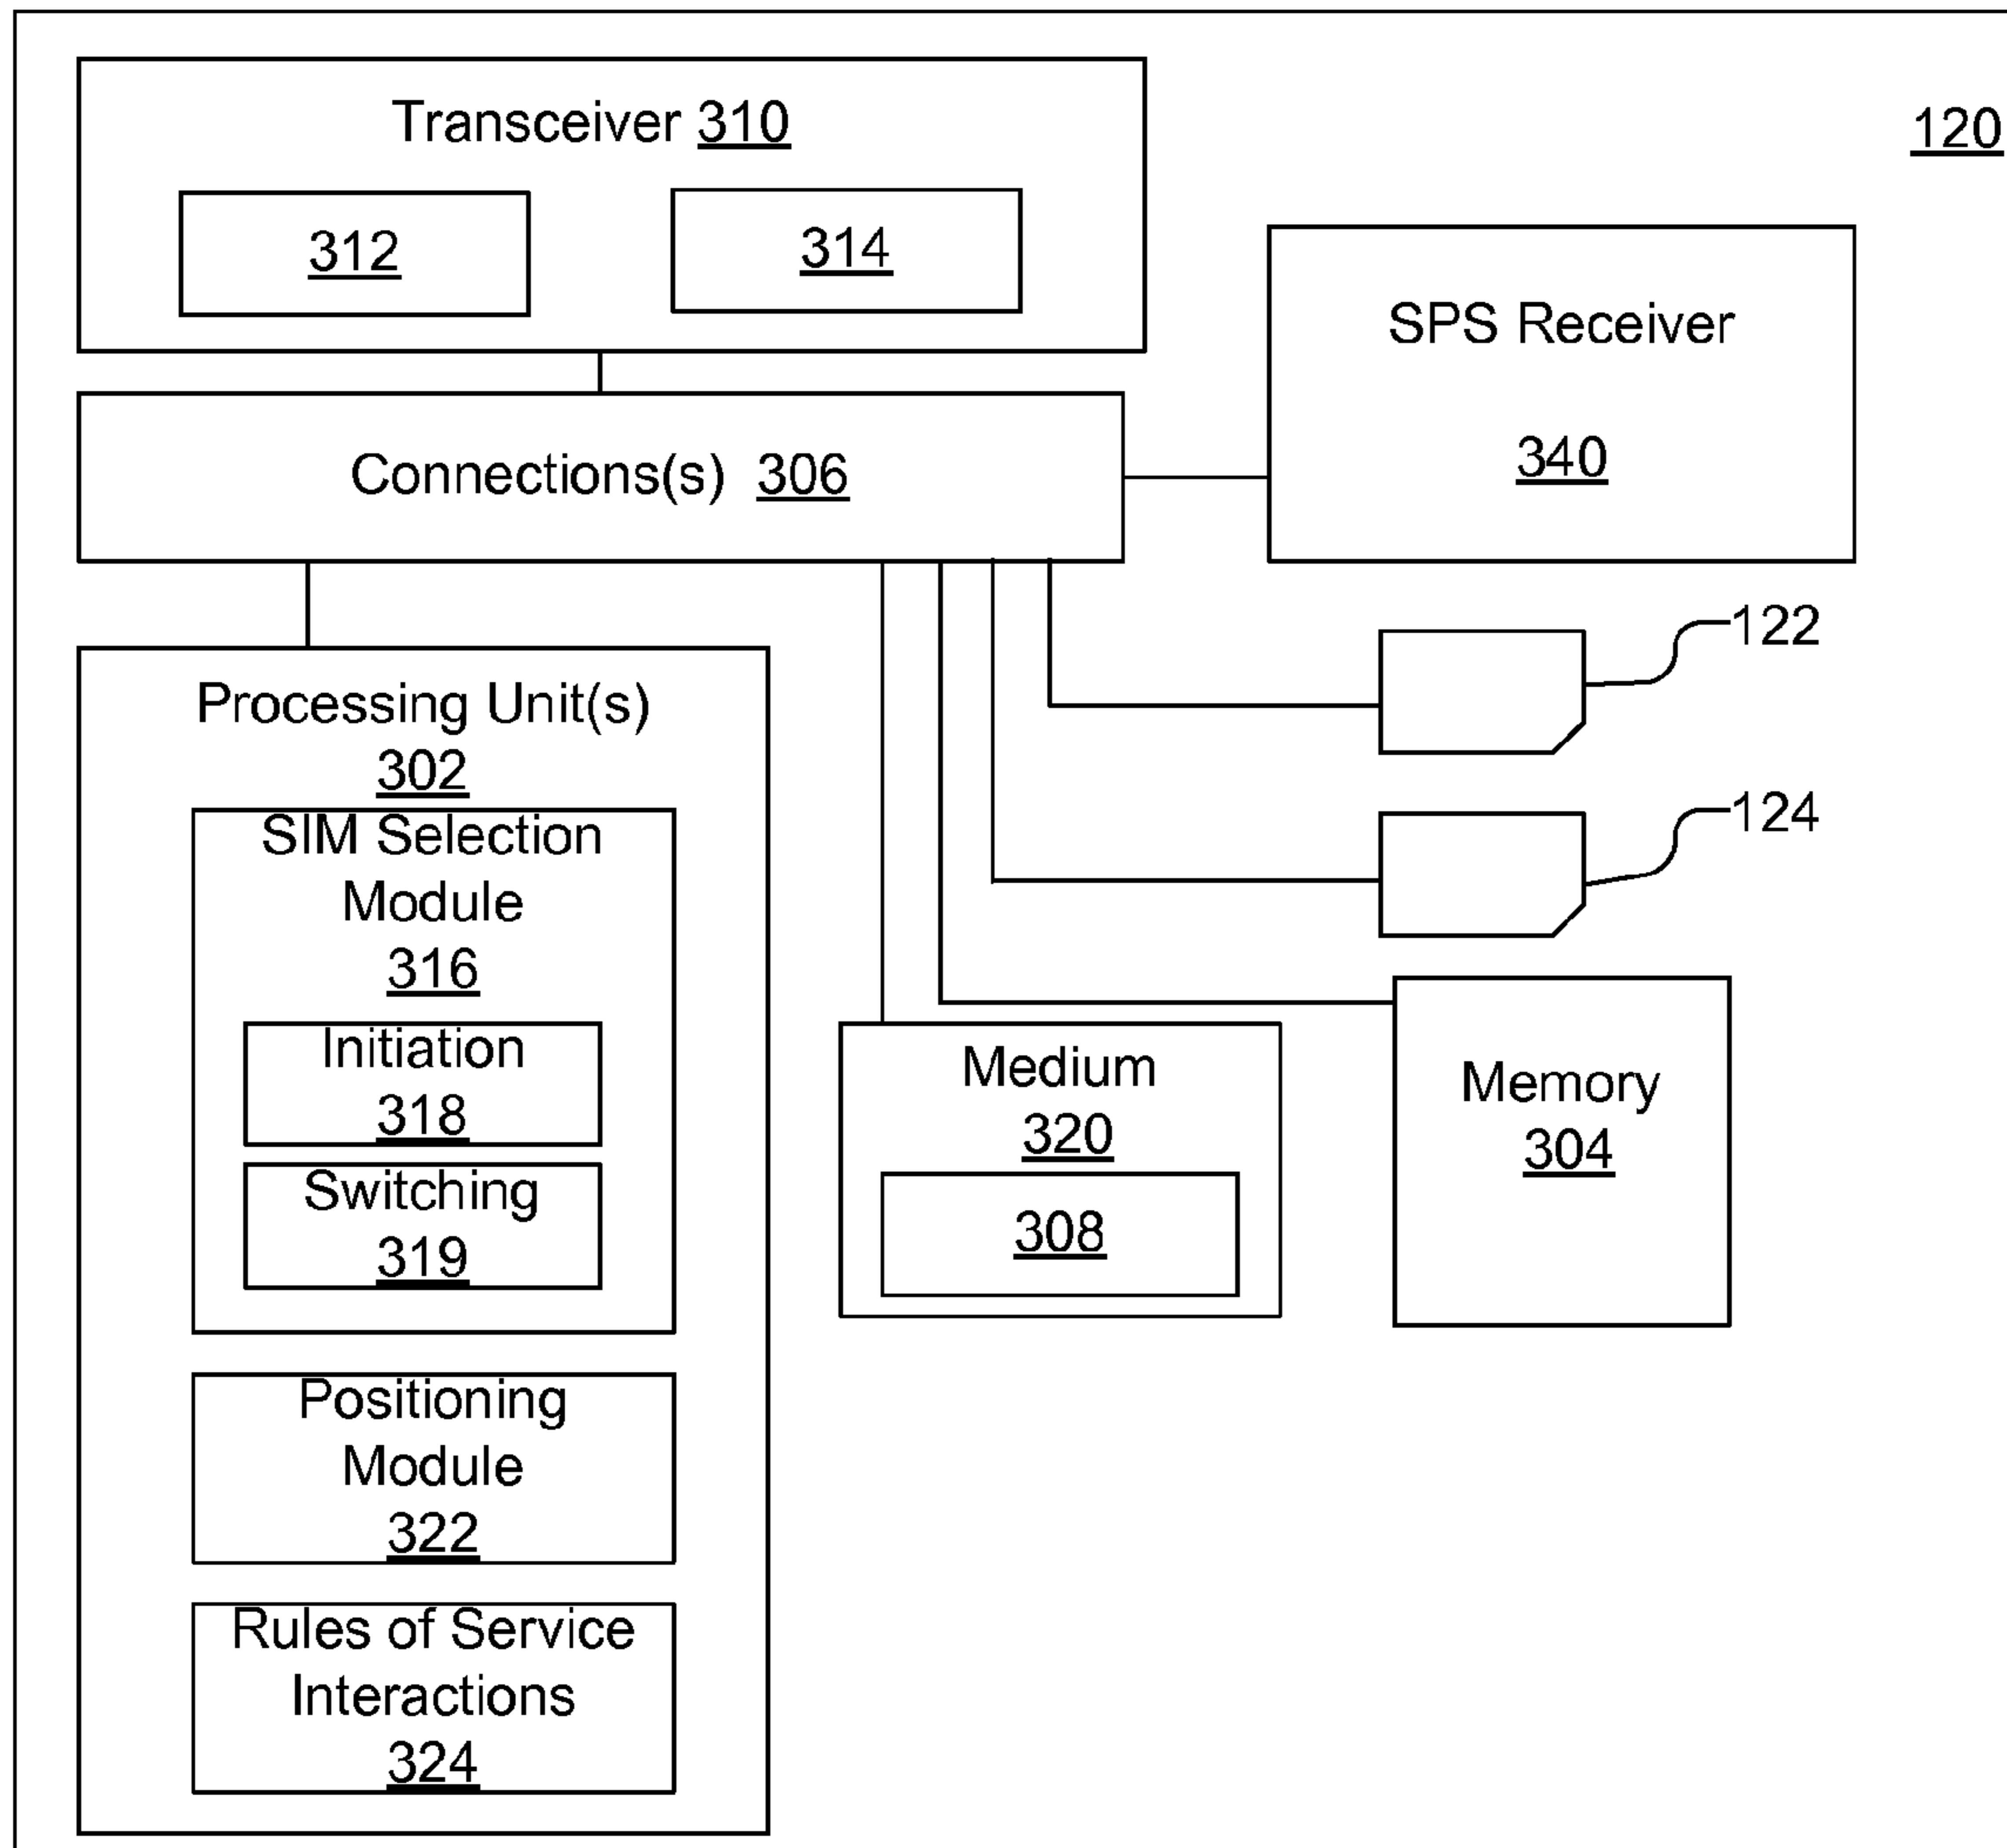 Transceiver 310
120
312
314
SPS Receiver
340
Connections(s) 306
122
Processing Unit(s)
302
124
SIM Selection
Module
316
Initiation
318
Switching
319
Medium
320
308
Memory
304
Positioning
Module
322
Rules of Service
Interactions
324